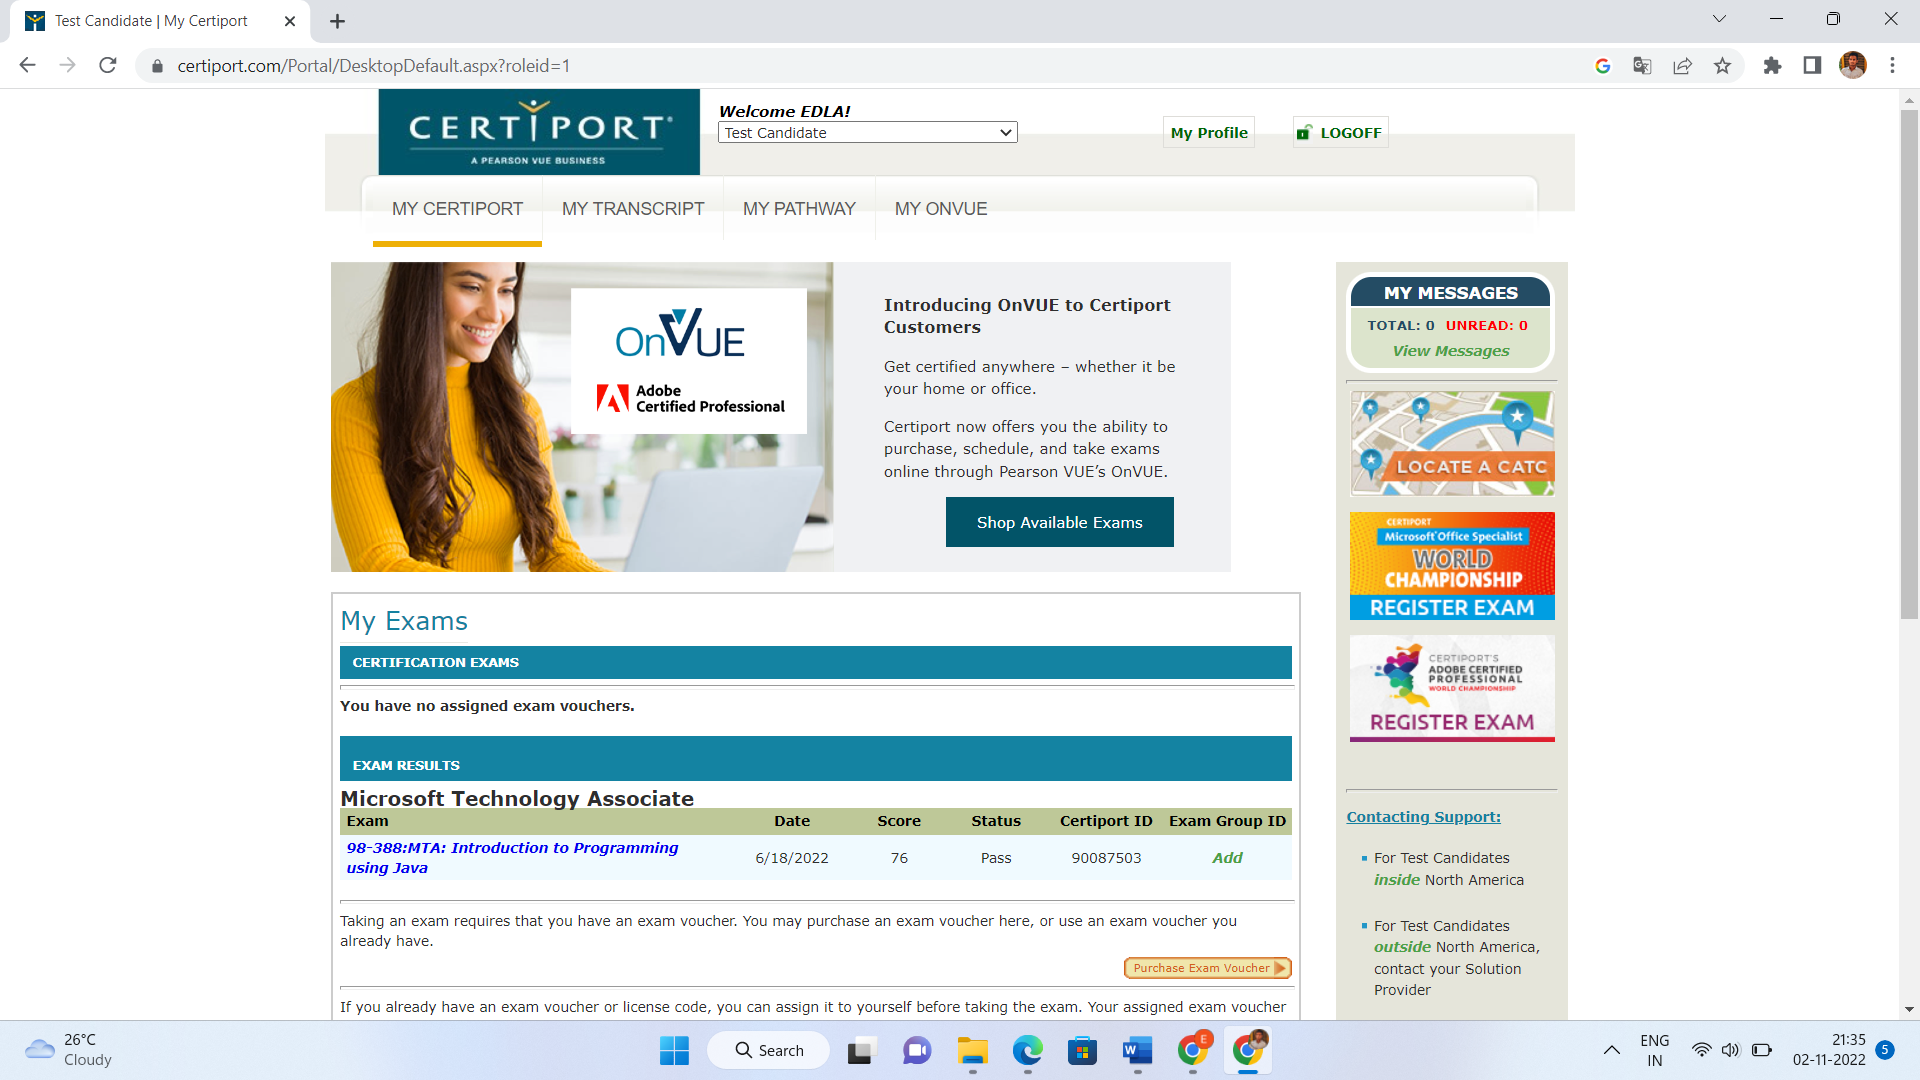 Test Candidate | My Certiport
certiport.com/Portal/DesktopDefault.aspx?roleid=1
CERTIPORT®
A PEARSON VUE BUSINESS
Welcome EDLA!
Test Candidate
My Profile
LOGOFF
MY CERTIPORT
MY TRANSCRIPT
MY PATHWAY
MY ONVUE
OnVUE
Adobe
Certified Professional
Introducing OnVUE to Certiport
Customers
Get certified anywhere – whether it be
your home or office.
Certiport now offers you the ability to
purchase, schedule, and take exams
online through Pearson VUE’s OnVUE.
Shop Available Exams
My Exams
CERTIFICATION EXAMS
You have no assigned exam vouchers.
EXAM RESULTS
Microsoft Technology Associate
Exam Date Score Status Certiport ID Exam Group ID
98-388:MTA: Introduction to Programming
using Java
6/18/2022 76 Pass 90087503 Add
Taking an exam requires that you have an exam voucher. You may purchase an exam voucher here, or use an exam voucher you
already have.
Purchase Exam Voucher
If you already have an exam voucher or license code, you can assign it to yourself before taking the exam. Your assigned exam voucher
MY MESSAGES
TOTAL: 0 UNREAD: 0
View Messages
LOCATE A CATC
CERTIPORT
Microsoft Office Specialist
WORLD
CHAMPIONSHIP
REGISTER EXAM
CERTIPORT'S
ADOBE CERTIFIED
PROFESSIONAL
WORLD CHAMPIONSHIP
REGISTER EXAM
Contacting Support:
For Test Candidates
inside North America
For Test Candidates
outside North America,
contact your Solution
Provider
26°C
Cloudy
Search
W
E
ENG
IN
21:35
02-11-2022
5